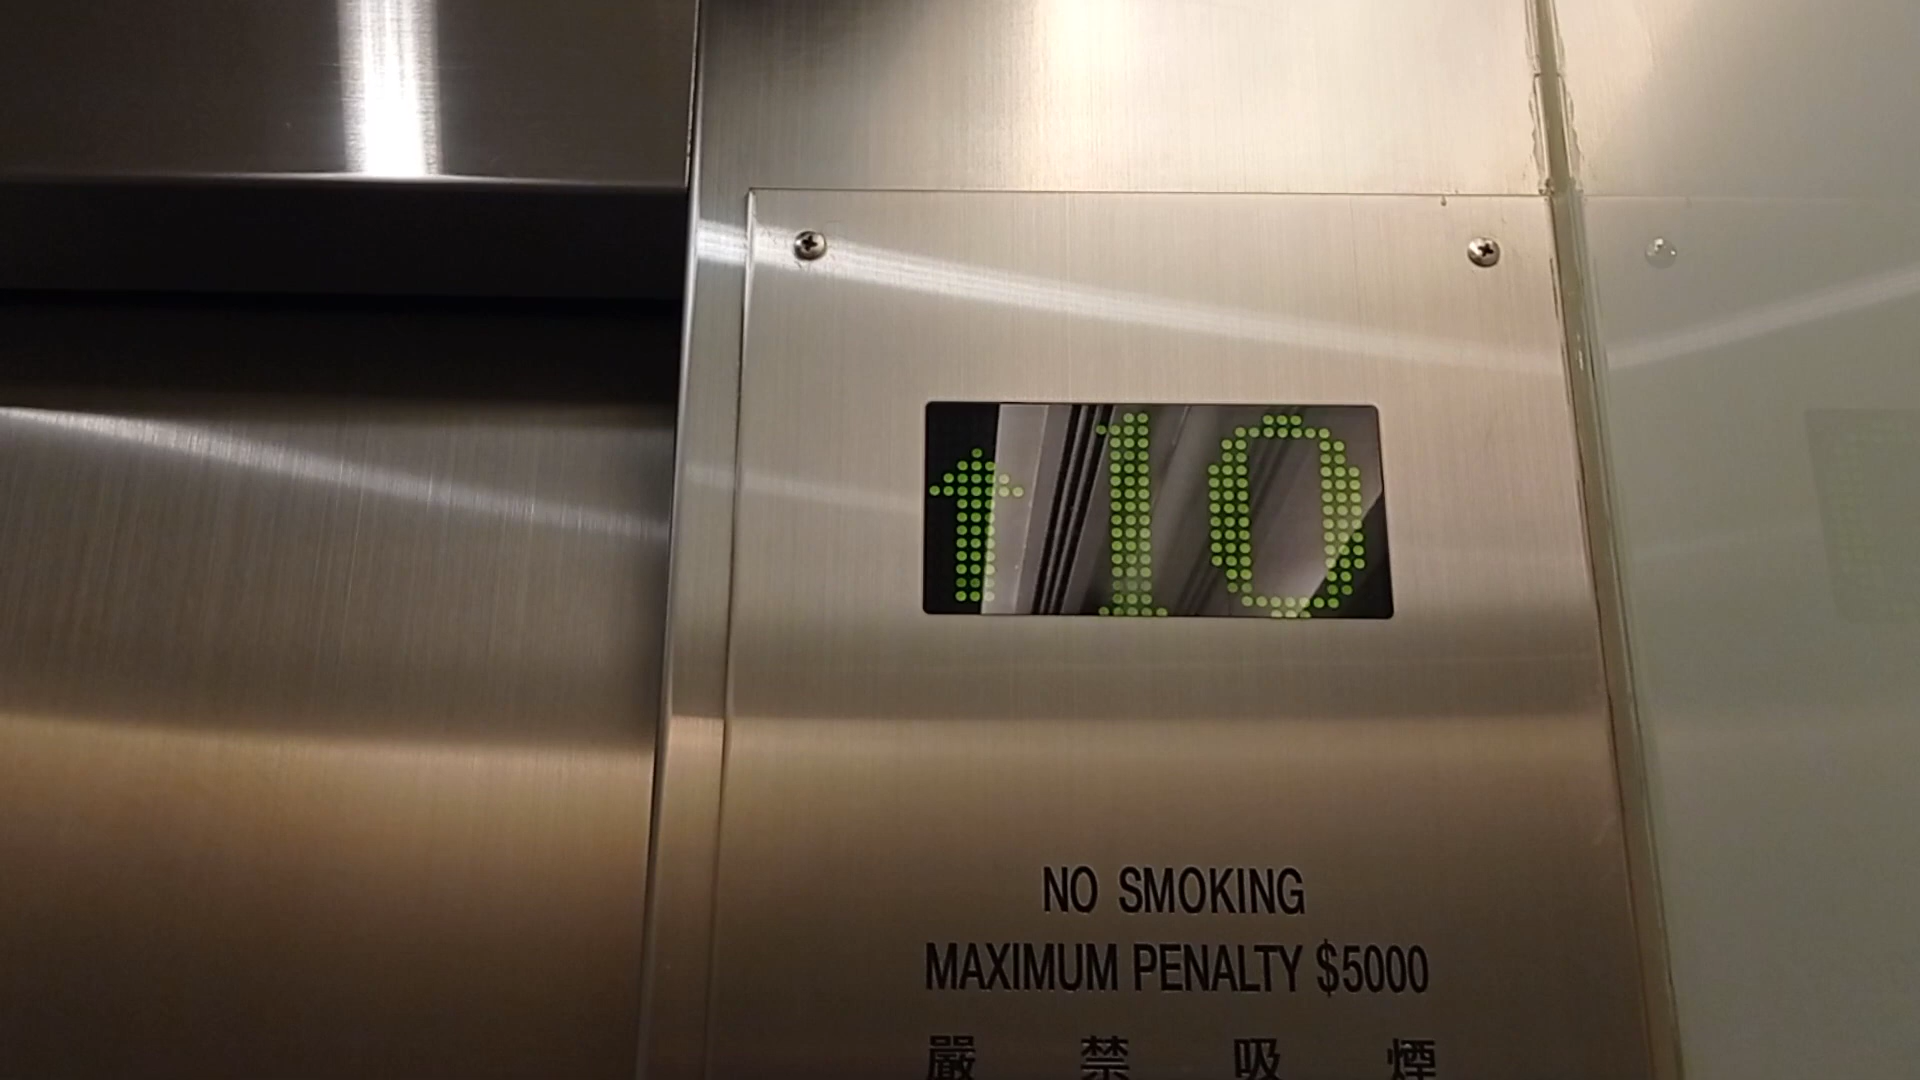 ↑10
NO SMOKING
MAXIMUM PENALTY $5000
嚴禁吸煙